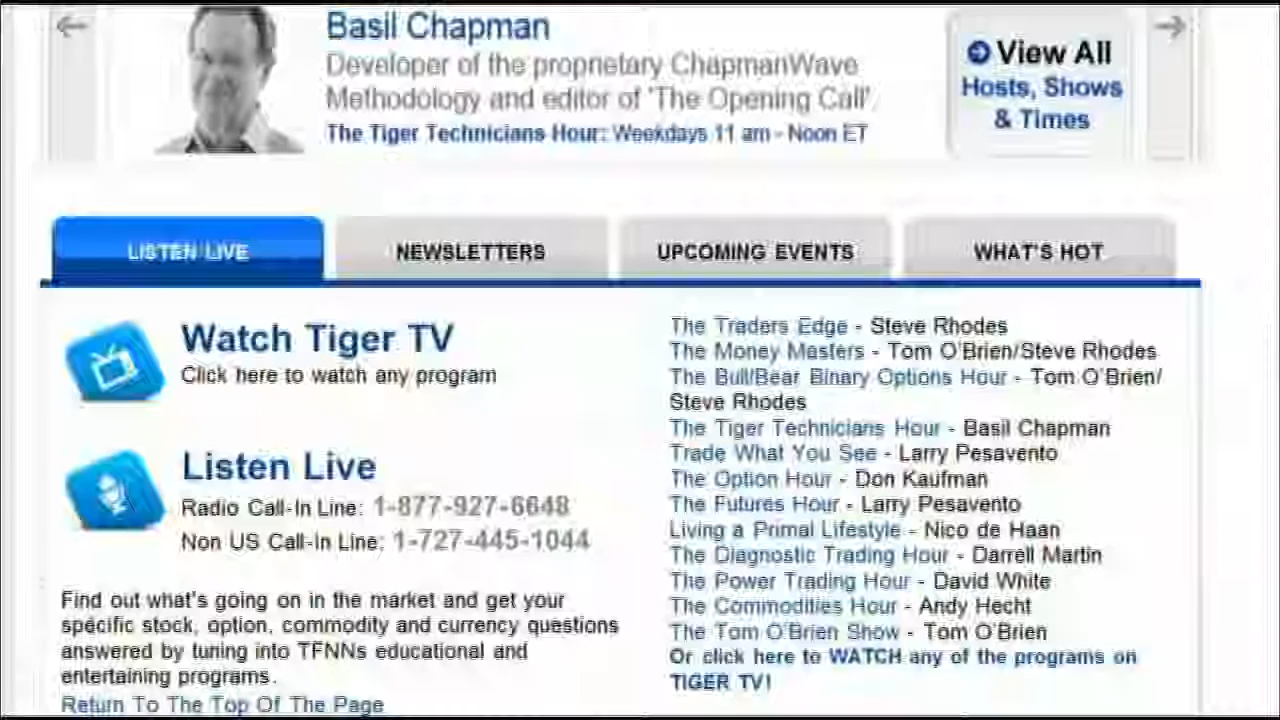 Basil Chapman
Developer of the proprietary ChapmanWave
Methodology and editor of 'The Opening Call'.
The Tiger Technicians Hour: Weekdays 11 am - Noon ET
View All
Hosts, Shows
& Times
LISTEN LIVE
NEWSLETTERS
UPCOMING EVENTS
WHAT'S HOT
Watch Tiger TV
Click here to watch any program
Listen Live
Radio Call-In Line: 1-877-927-6648
Non US Call-in Line: 1-727-445-1044
Find out what's going on in the market and get your
specific stock, option, commodity and currency questions
answered by tuning into TFNNs educational and
entertaining programs.
Return To The Top Of The Page
The Traders Edge - Steve Rhodes
The Money Masters - Tom O'Brien/Steve Rhodes
The Bull/Bear Binary Options Hour - Tom O'Brien/
Steve Rhodes
The Tiger Technicians Hour - Basil Chapman
Trade What You See - Larry Pesavento
The Option Hour - Don Kaufman
The Futures Hour - Larry Pesavento
Living a Primal Lifestyle - Nico de Haan
The Diagnostic Trading Hour - Darrell Martin
The Power Trading Hour - David White
The Commodities Hour - Andy Hecht
The Tom O'Brien Show - Tom O'Brien
Or click here to WATCH any of the programs on
TIGER TV!